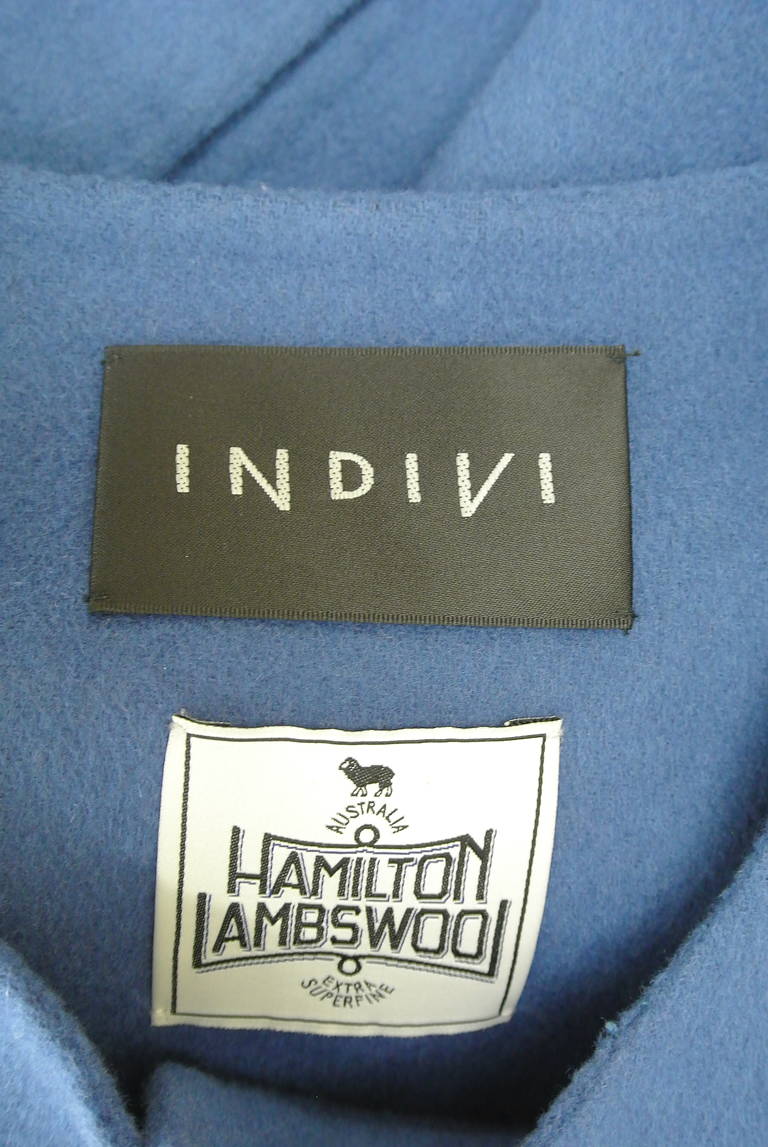 INDIVI
AUSTRALIA
HAMILTON
LAMBSWOOL
EXTRA
SUPERFINE